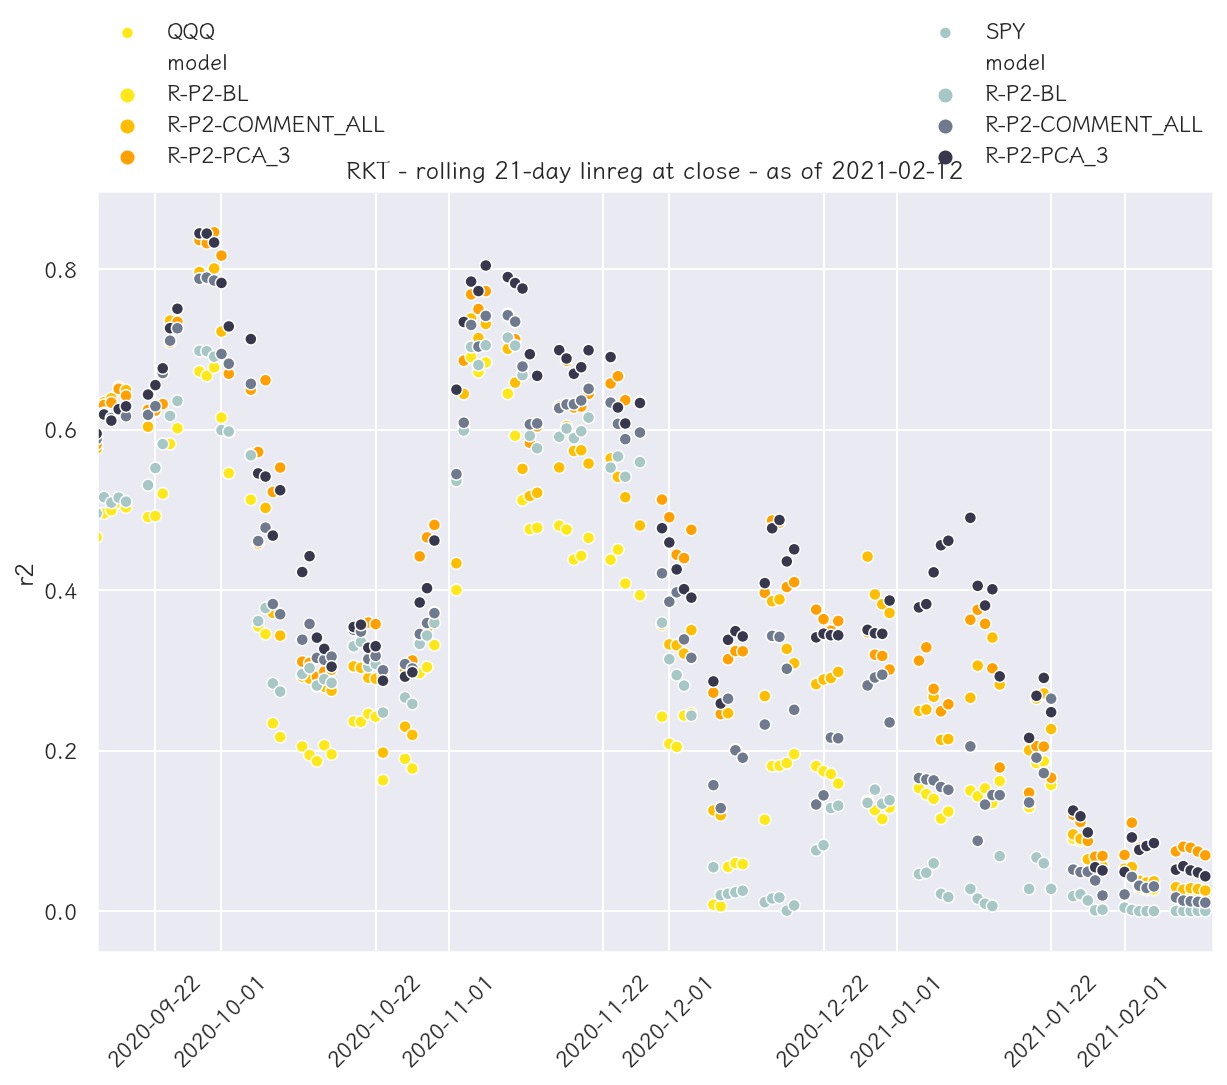 QQQ
model
R-P2-BL
R-P2-COMMENT_ALL
R-P2-PCA_3
SPY
model
R-P2-BL
R-P2-COMMENT_ALL
R-P2-PCA_3
RKT - rolling 21-day linreg at close - as of 2021-02-12
r2
0.8
0.6
0.4
0.2
0.0
2020-09-22
2020-10-01
2020-10-22
2020-11-01
2020-11-22
2020-12-01
2020-12-22
2021-01-01
2021-01-22
2021-02-01